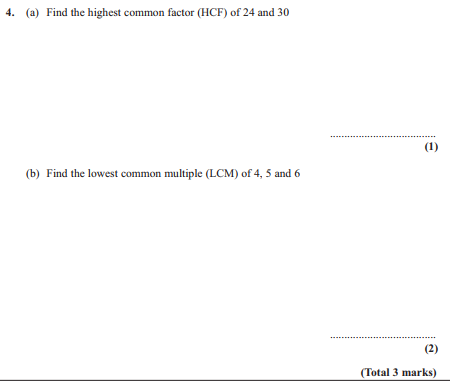 4. (a) Find the highest common factor (HCF) of 24 and 30
......................................
(1)
(b) Find the lowest common multiple (LCM) of 4, 5 and 6
......................................
(2)
(Total 3 marks)